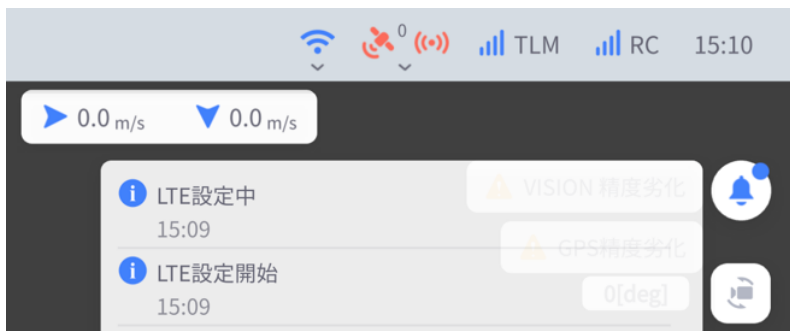 0 TLM RC 15:10
0.0 m/s 0.0 m/s
LTE設定中
VISION 精度劣化
15:09
GPS精度劣化
LTE設定開始
0[deg]
15:09